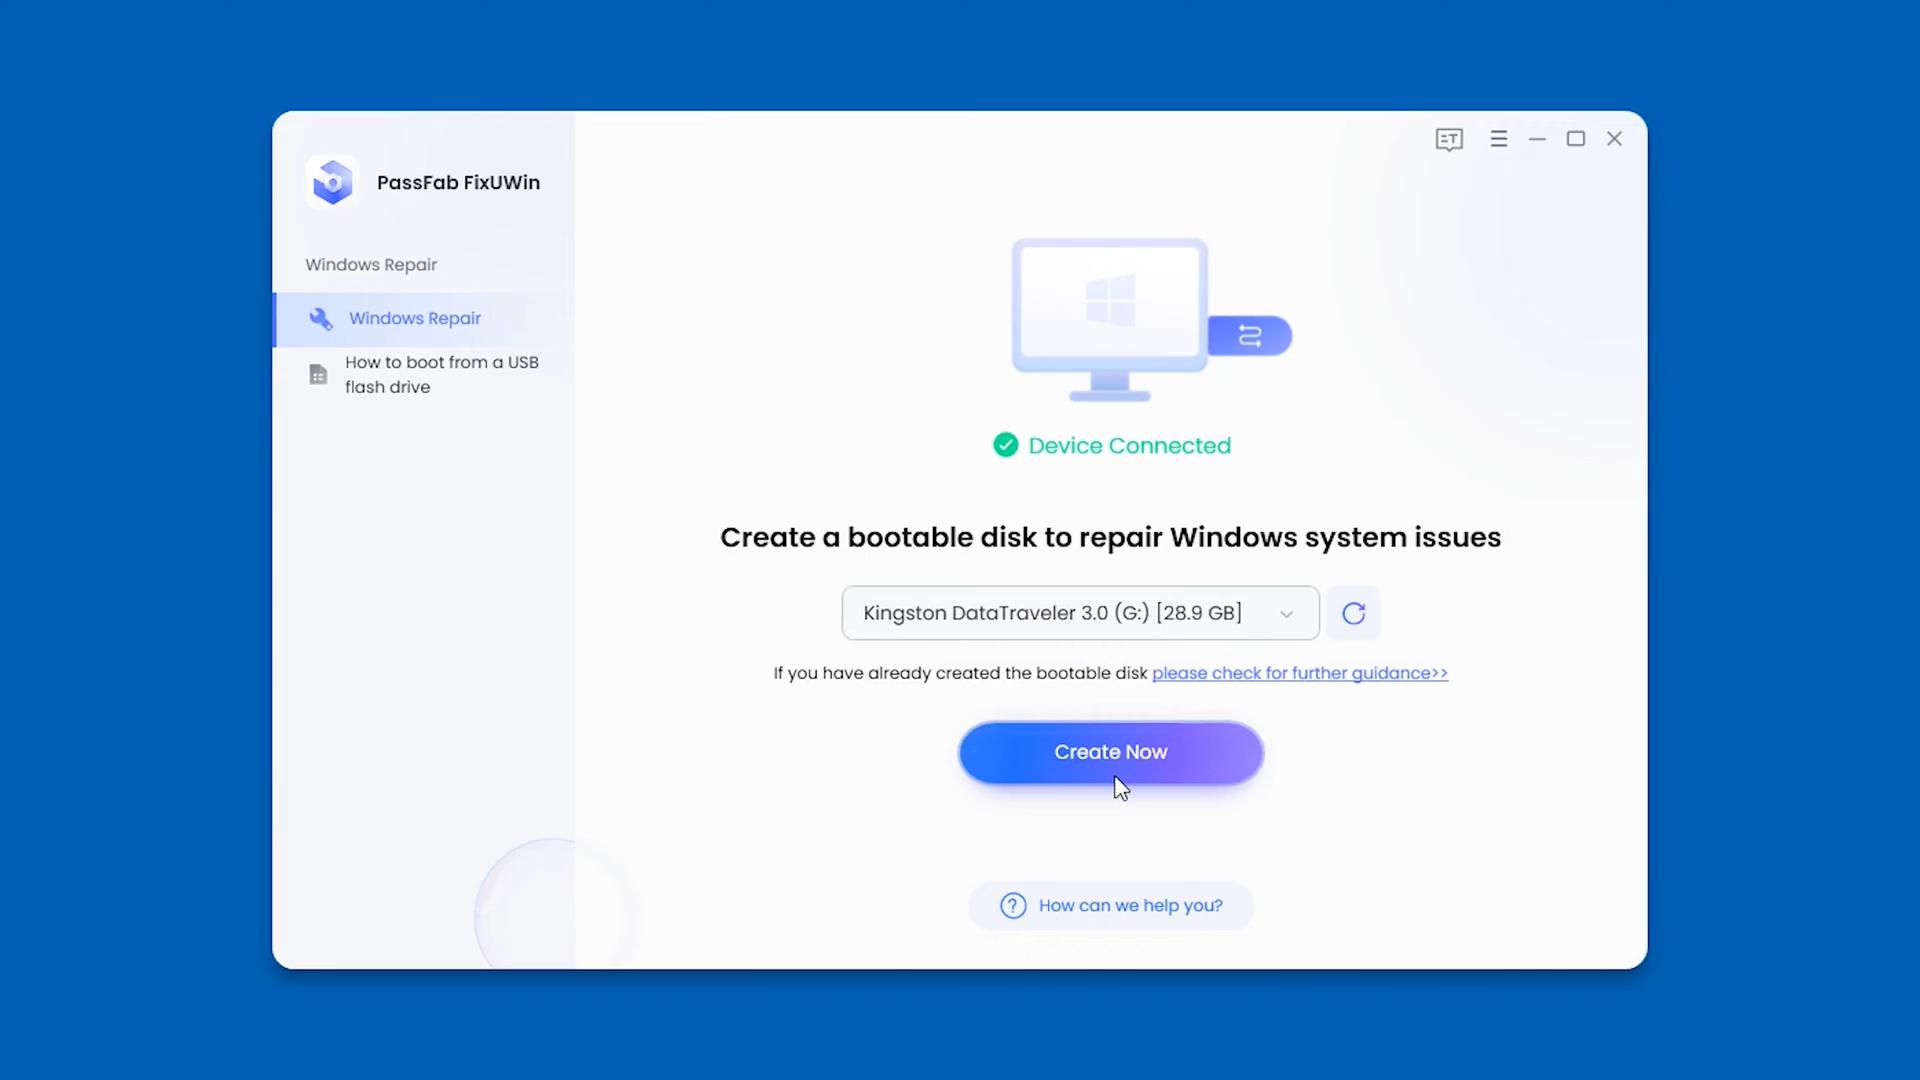 PassFab FixUWin
Windows Repair
Windows Repair
How to boot from a USB
flash drive
Device Connected
Create a bootable disk to repair Windows system issues
Kingston DataTraveler 3.0 (G:) [28.9 GB]
If you have already created the bootable disk please check for further guidance>>
Create Now
How can we help you?